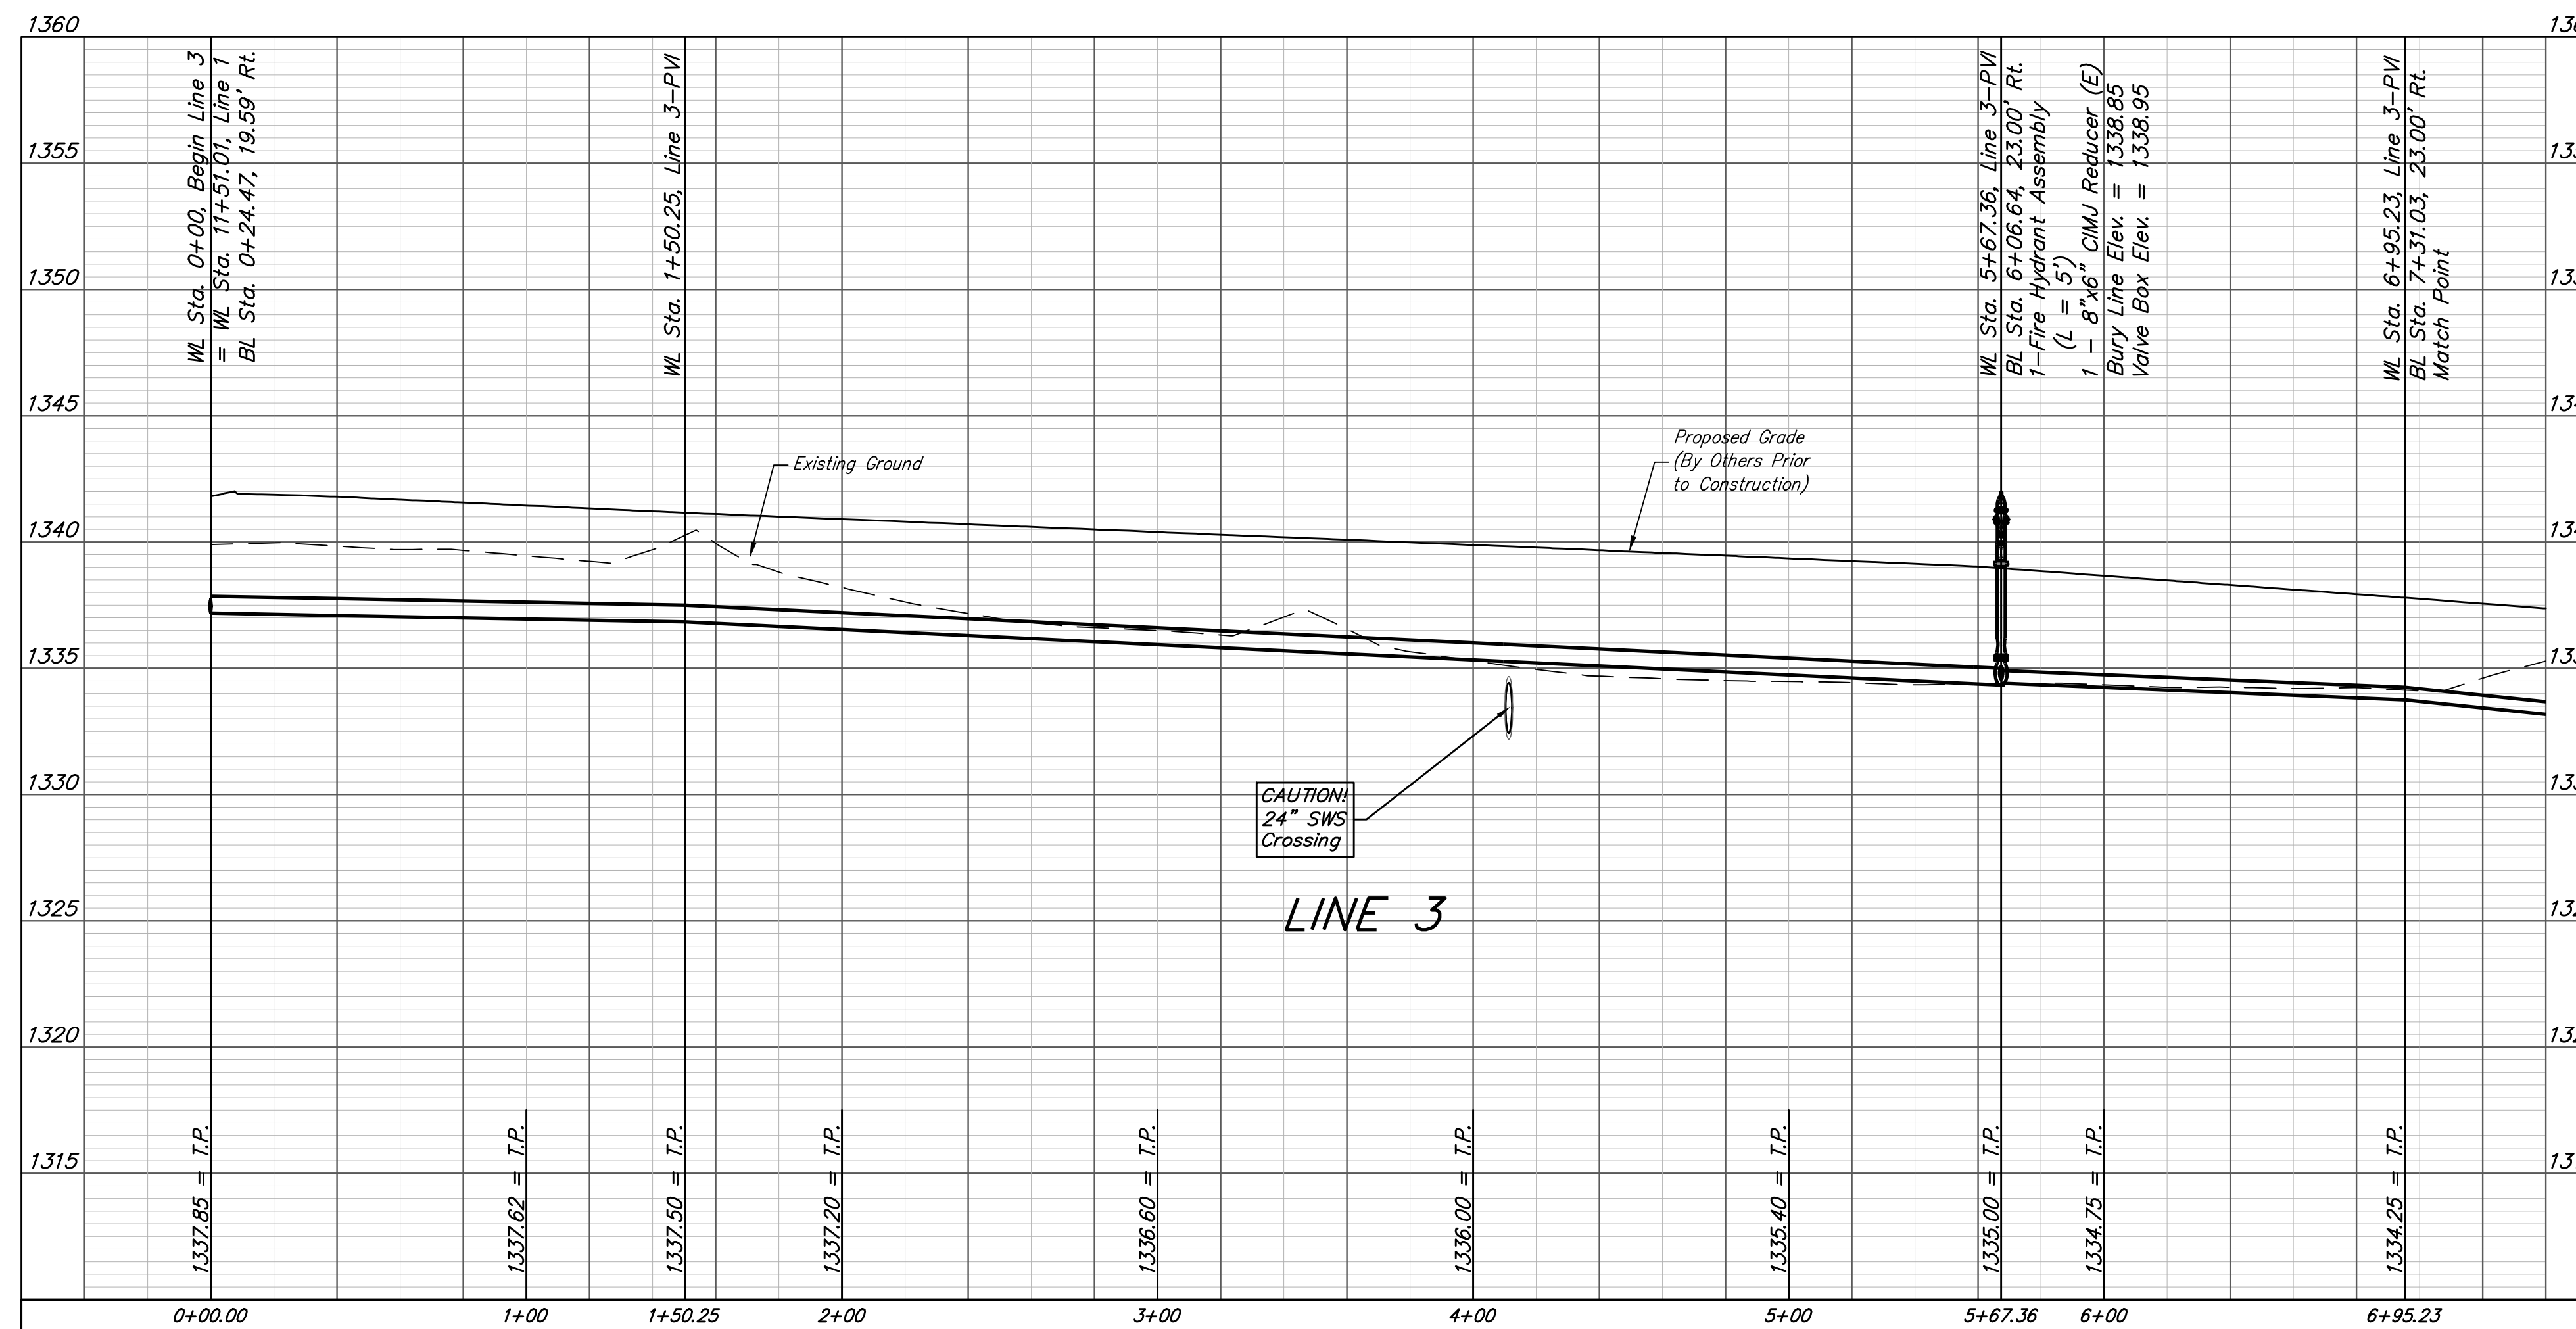 1360
1355
1350
1345
1340
1335
1330
1325
1320
1315
WL Sta. 0+00, Begin Line 3
= WL Sta. 11+51.01, Line 1
BL Sta. 0+24.47, 19.59' Rt.
WL Sta. 1+50.25, Line 3-PVI
WL Sta. 5+67.36, Line 3-PVI
BL Sta. 6+06.64, 23.00' Rt.
1-Fire Hydrant Assembly
(L = 5')
1 - 8"x6" CIMJ Reducer (E)
Bury Line Elev. = 1338.85
Valve Box Elev. = 1338.95
WL Sta. 6+95.23, Line 3-PVI
BL Sta. 7+31.03, 23.00' Rt.
Match Point
Existing Ground
Proposed Grade
(By Others Prior
to Construction)
CAUTION!
24" SWS
Crossing
LINE 3
1337.85 = T.P.
1337.62 = T.P.
1337.50 = T.P.
1337.20 = T.P.
1336.60 = T.P.
1336.00 = T.P.
1335.40 = T.P.
1335.00 = T.P.
1334.75 = T.P.
1334.25 = T.P.
0+00.00
1+00
1+50.25
2+00
3+00
4+00
5+00
5+67.36
6+00
6+95.23